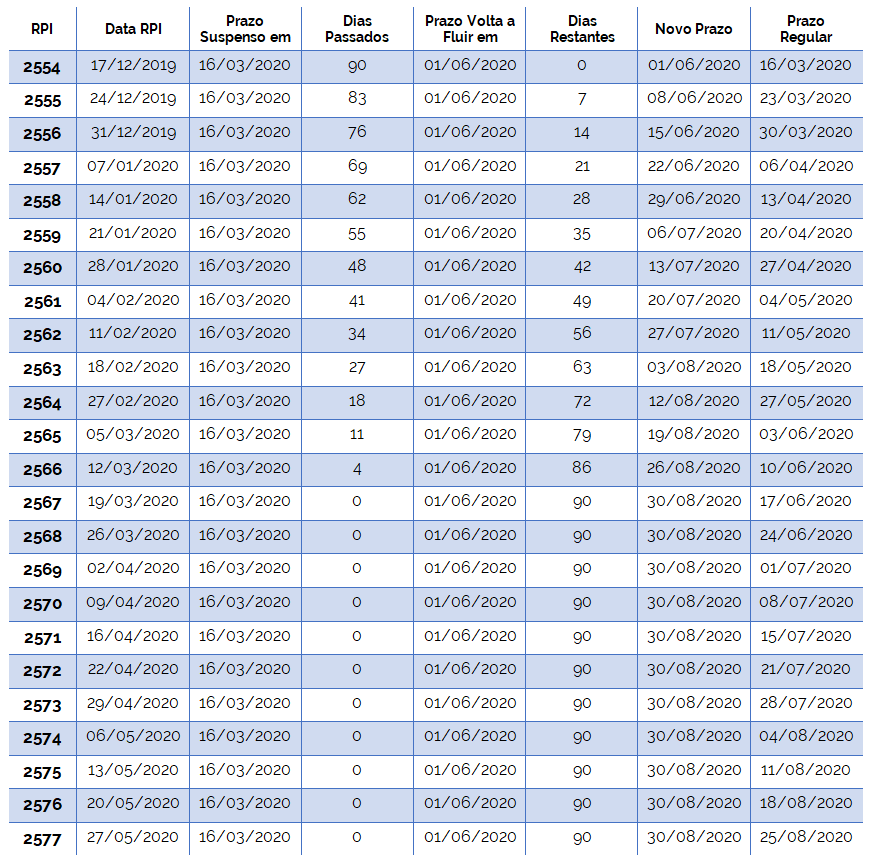 RPI Data RPI Prazo Suspenso em Dias Passados Prazo Volta a Fluir em Dias Restantes Novo Prazo Prazo Regular
2554 17/12/2019 16/03/2020 90 01/06/2020 0 01/06/2020 16/03/2020
2555 24/12/2019 16/03/2020 83 01/06/2020 7 08/06/2020 23/03/2020
2556 31/12/2019 16/03/2020 76 01/06/2020 14 15/06/2020 30/03/2020
2557 07/01/2020 16/03/2020 69 01/06/2020 21 22/06/2020 06/04/2020
2558 14/01/2020 16/03/2020 62 01/06/2020 28 29/06/2020 13/04/2020
2559 21/01/2020 16/03/2020 55 01/06/2020 35 06/07/2020 20/04/2020
2560 28/01/2020 16/03/2020 48 01/06/2020 42 13/07/2020 27/04/2020
2561 04/02/2020 16/03/2020 41 01/06/2020 49 20/07/2020 04/05/2020
2562 11/02/2020 16/03/2020 34 01/06/2020 56 27/07/2020 11/05/2020
2563 18/02/2020 16/03/2020 27 01/06/2020 63 03/08/2020 18/05/2020
2564 27/02/2020 16/03/2020 18 01/06/2020 72 12/08/2020 27/05/2020
2565 05/03/2020 16/03/2020 11 01/06/2020 79 19/08/2020 03/06/2020
2566 12/03/2020 16/03/2020 4 01/06/2020 86 26/08/2020 10/06/2020
2567 19/03/2020 16/03/2020 0 01/06/2020 90 30/08/2020 17/06/2020
2568 26/03/2020 16/03/2020 0 01/06/2020 90 30/08/2020 24/06/2020
2569 02/04/2020 16/03/2020 0 01/06/2020 90 30/08/2020 01/07/2020
2570 09/04/2020 16/03/2020 0 01/06/2020 90 30/08/2020 08/07/2020
2571 16/04/2020 16/03/2020 0 01/06/2020 90 30/08/2020 15/07/2020
2572 22/04/2020 16/03/2020 0 01/06/2020 90 30/08/2020 21/07/2020
2573 29/04/2020 16/03/2020 0 01/06/2020 90 30/08/2020 28/07/2020
2574 06/05/2020 16/03/2020 0 01/06/2020 90 30/08/2020 04/08/2020
2575 13/05/2020 16/03/2020 0 01/06/2020 90 30/08/2020 11/08/2020
2576 20/05/2020 16/03/2020 0 01/06/2020 90 30/08/2020 18/08/2020
2577 27/05/2020 16/03/2020 0 01/06/2020 90 30/08/2020 25/08/2020